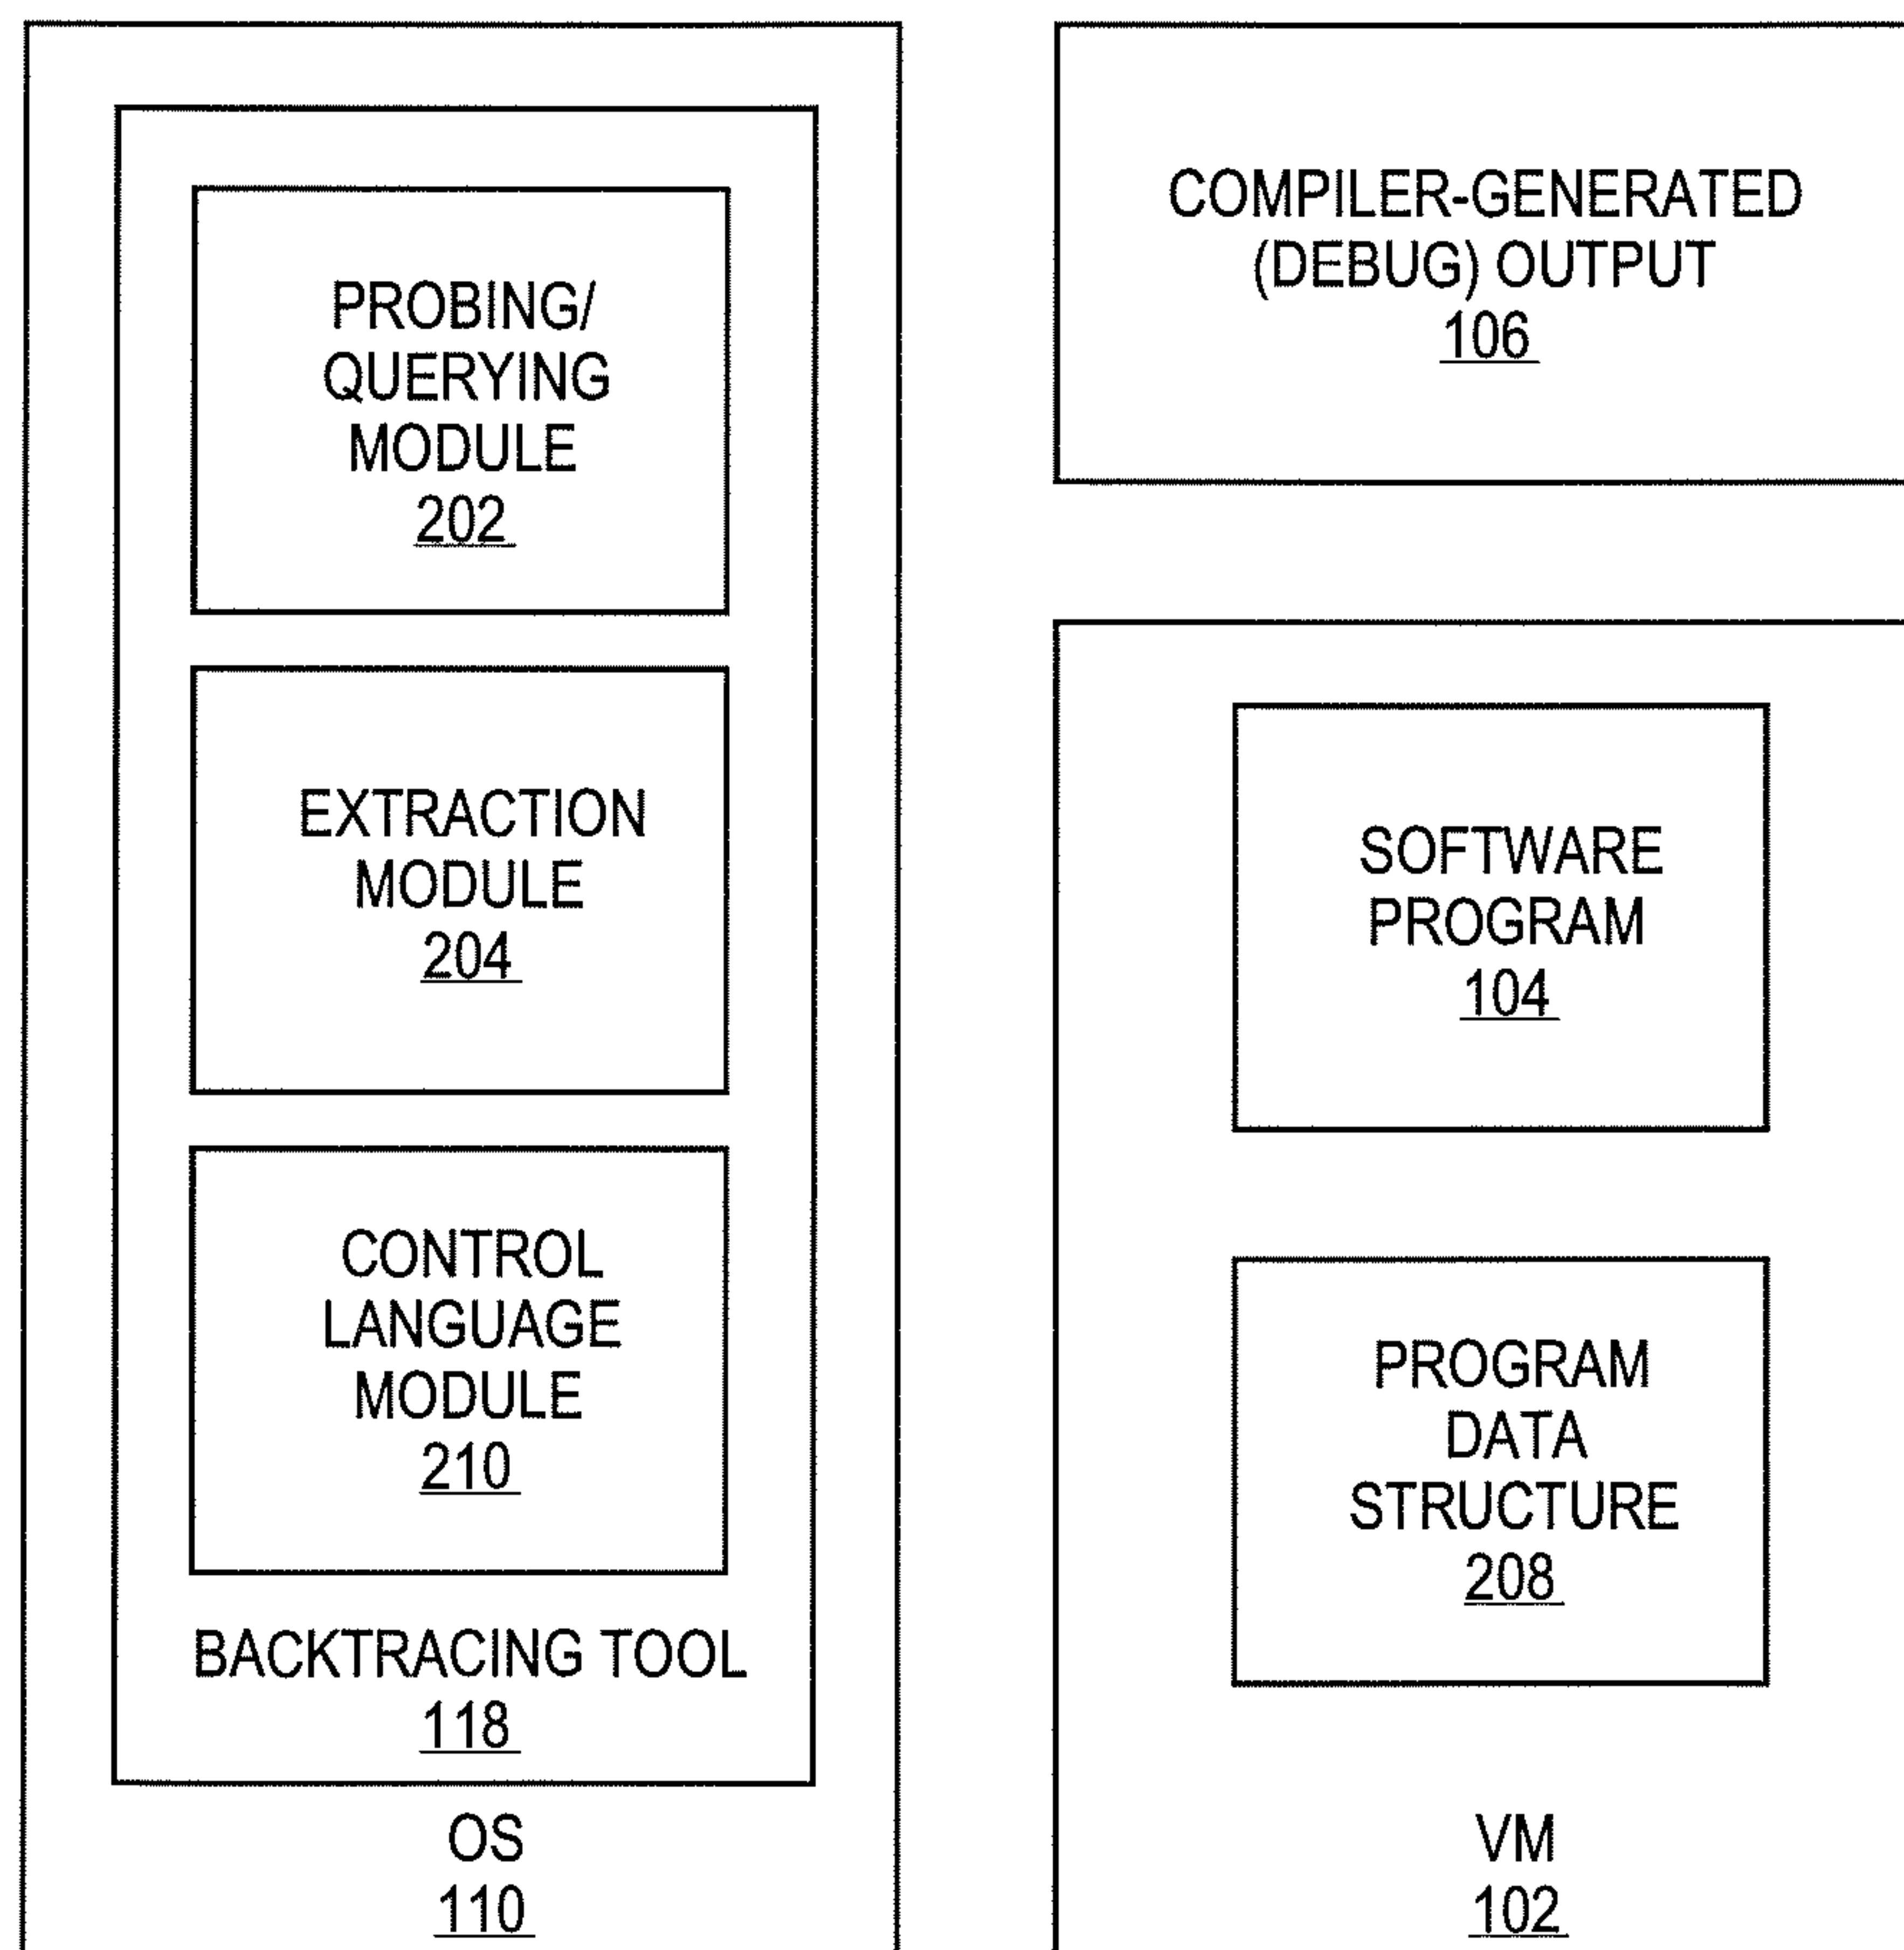 PROBING/
QUERYING
MODULE
202
EXTRACTION
MODULE
204
CONTROL
LANGUAGE
MODULE
210
BACKTRACING TOOL
118
OS
110
COMPILER-GENERATED
(DEBUG) OUTPUT
106
SOFTWARE
PROGRAM
104
PROGRAM
DATA
STRUCTURE
208
VM
102